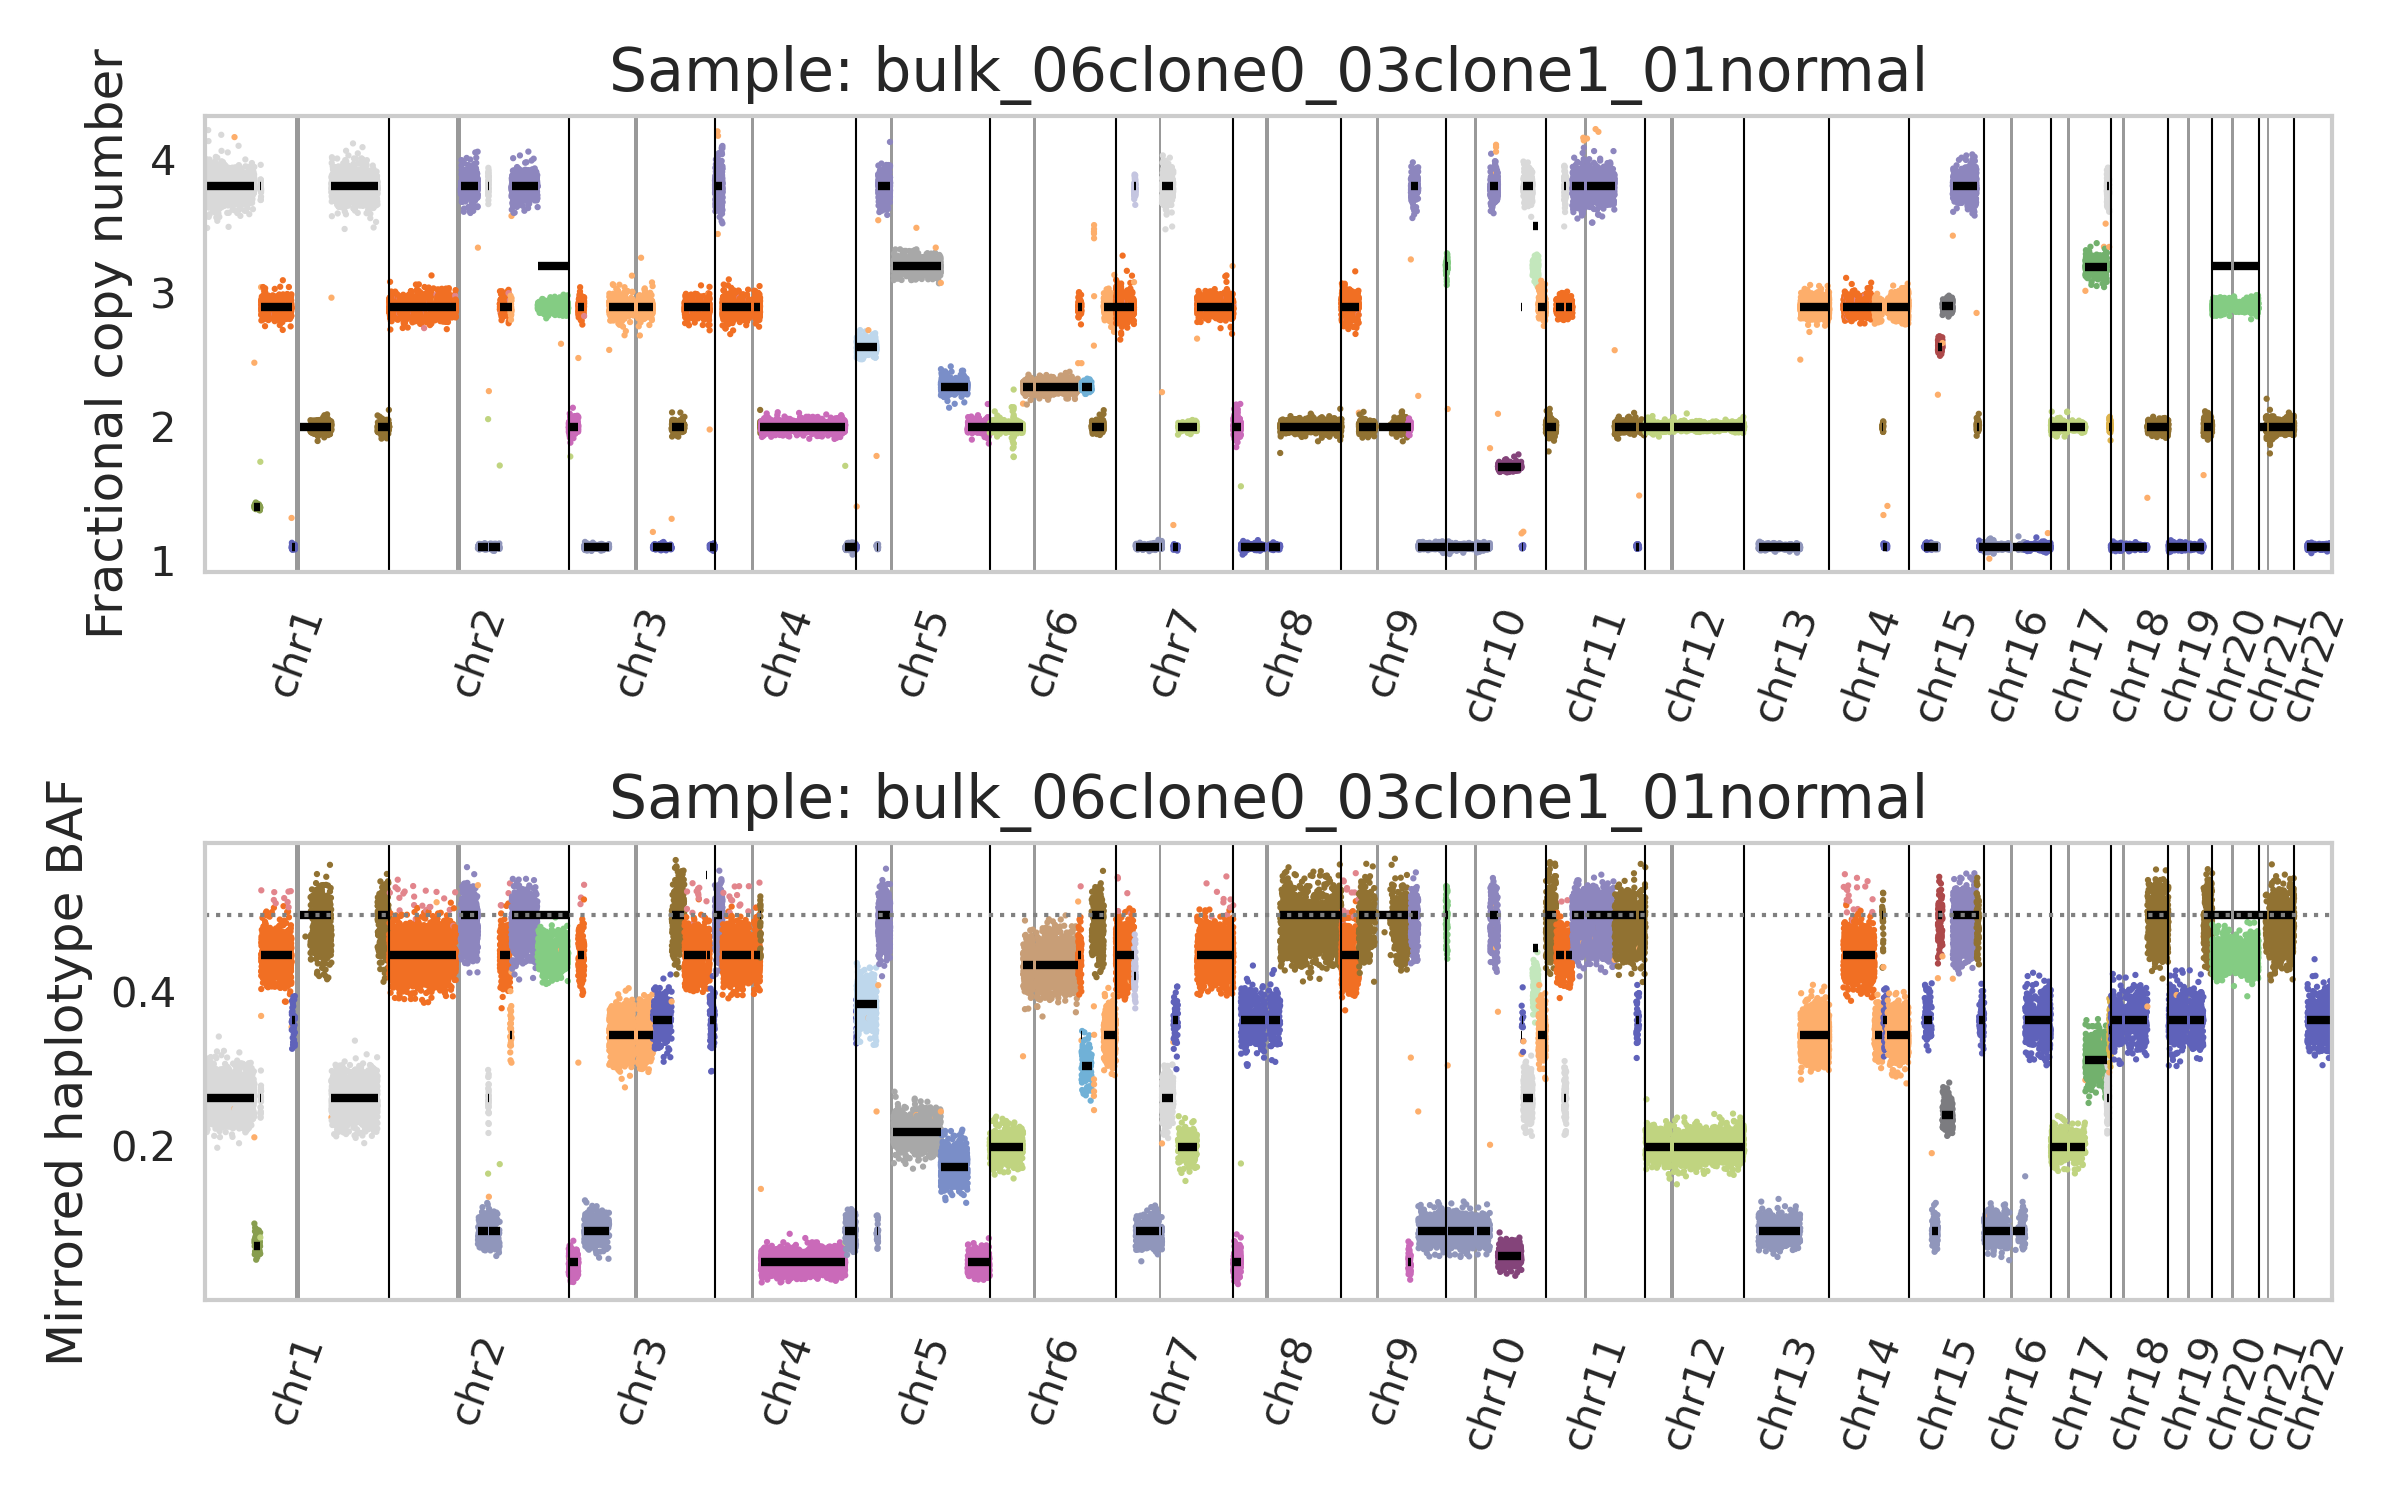 Sample: bulk_06clone0_03clone1_01normal
Fractional copy number
4
3
2
1
chr1
chr2
chr3
chr4
chr5
chr6
chr7
chr8
chr9
chr10
chr11
chr12
chr13
chr14
chr15
chr16
chr17
chr18
chr19
chr20
chr21
chr22
Sample: bulk_06clone0_03clone1_01normal
Mirrored haplotype BAF
0.4
0.2
chr1
chr2
chr3
chr4
chr5
chr6
chr7
chr8
chr9
chr10
chr11
chr12
chr13
chr14
chr15
chr16
chr17
chr18
chr19
chr20
chr21
chr22